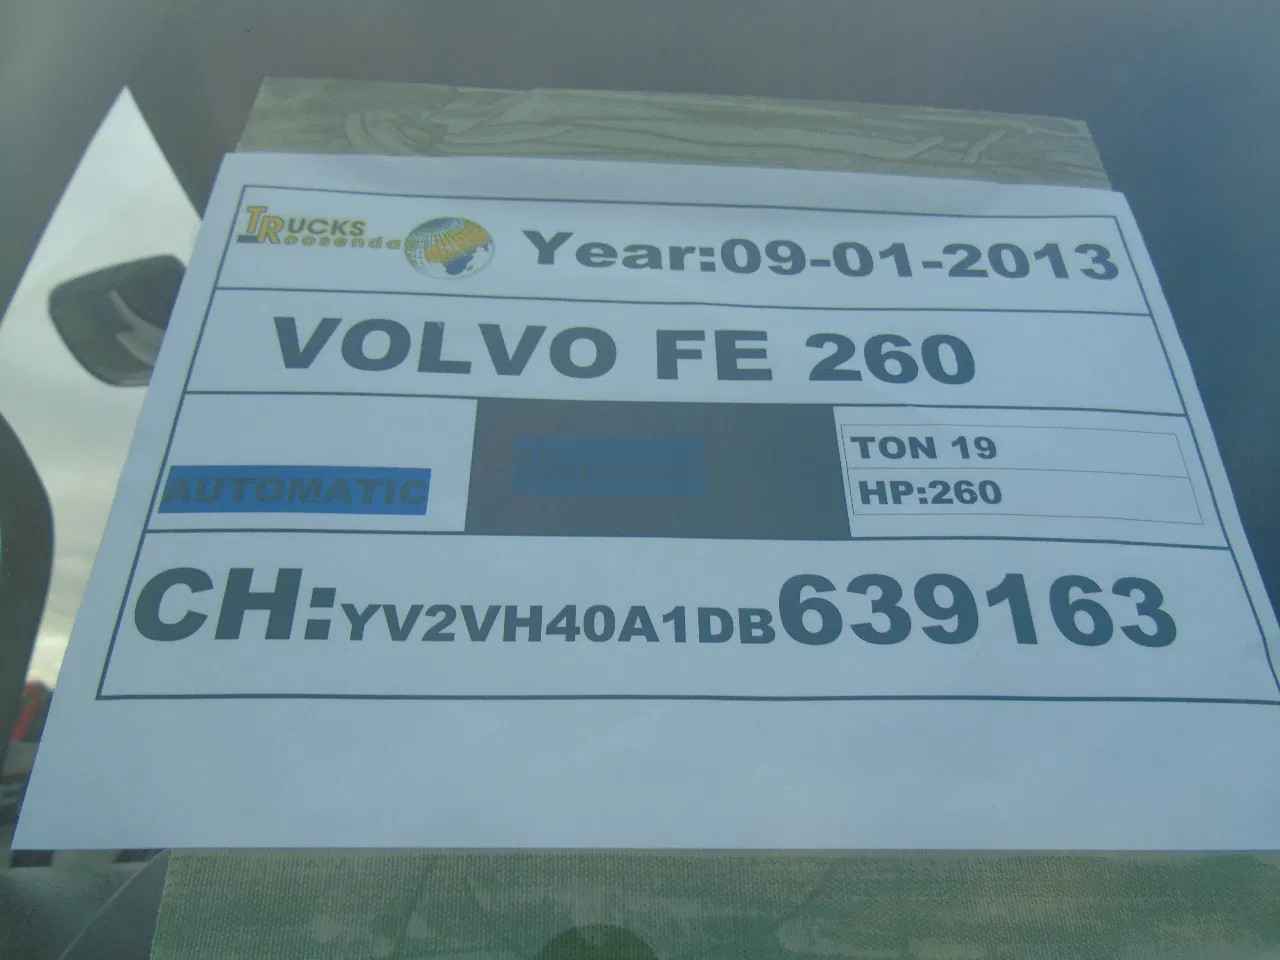 TRUCKS
Roosendaal
Year:09-01-2013
VOLVO FE 260
AUTOMATIC
TON 19
HP:260
CH:YV2VH40A1DB639163